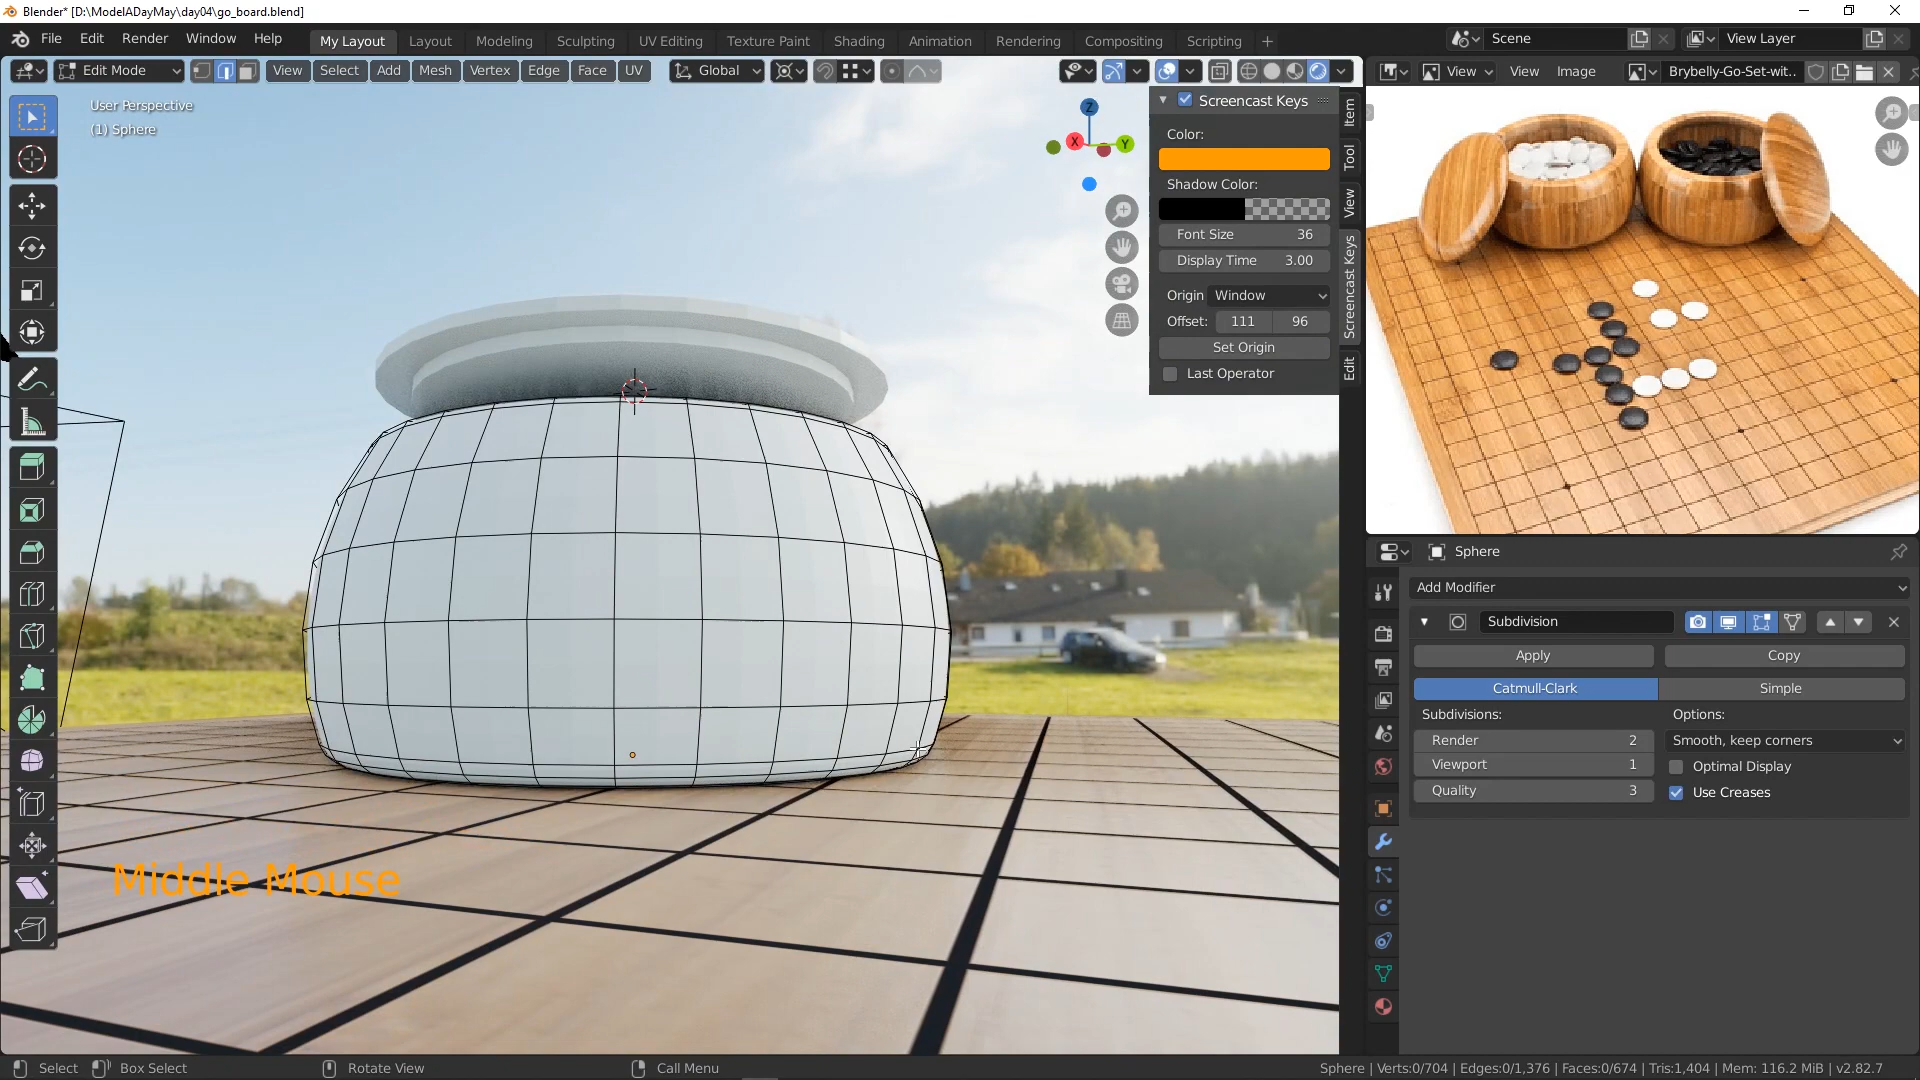 Blender* [D:\ModelADayMay\day04\go_board.blend]
File Edit Render Window Help My Layout Layout Modeling Sculpting UV Editing Texture Paint Shading Animation Rendering Compositing Scripting + Scene View Layer
Edit Mode View Select Add Mesh Vertex Edge Face UV Global View View Image Brybelly-Go-Set-wit..
User Perspective
(1) Sphere
Z
X
Y
Screencast Keys
Color:
Shadow Color:
Font Size 36
Display Time 3.00
Origin Window
Offset: 111 96
Set Origin
Last Operator
Item
Tool
View
Screencast Keys
Edit
Sphere
Add Modifier
Subdivision
Apply Copy
Catmull-Clark Simple
Subdivisions: Options:
Render 2 Smooth, keep corners
Viewport 1 Optimal Display
Quality 3 Use Creases
Middle Mouse
Select Box Select Rotate View Call Menu Sphere | Verts:0/704 | Edges:0/1,376 | Faces:0/674 | Tris:1,404 | Mem: 116.2 MiB | v2.82.7